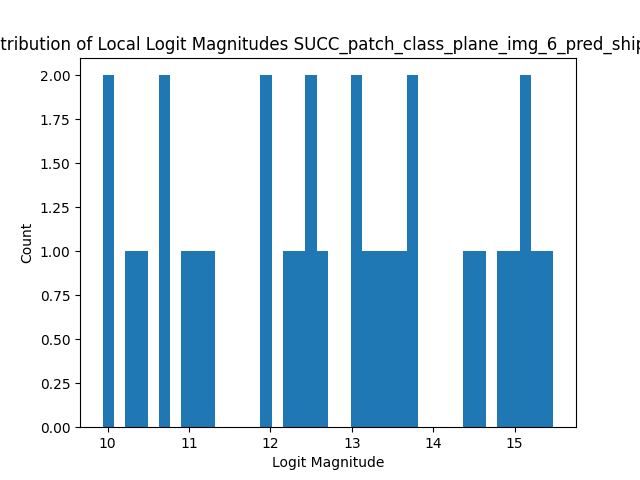 tribution of Local Logit Magnitudes SUCC_patch_class_plane_img_6_pred_ship
2.00
1.75
1.50
1.25
1.00
0.75
0.50
0.25
0.00
Count
10 11 12 13 14 15
Logit Magnitude